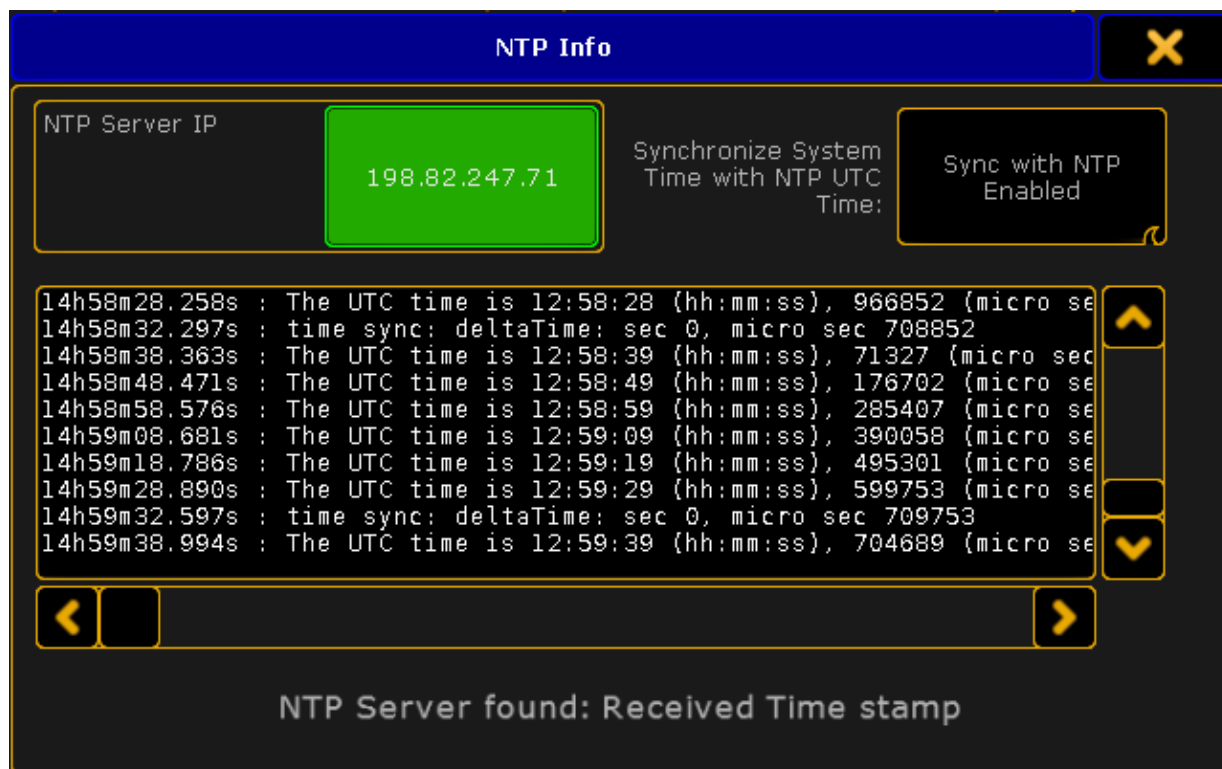 NTP Info
NTP Server IP
198.82.247.71
Synchronize System
Time with NTP UTC
Time:
Sync with NTP
Enabled
14h58m28.258s : The UTC time is 12:58:28 (hh:mm:ss), 966852 (micro se
14h58m32.297s : time sync: deltaTime: sec 0, micro sec 708852
14h58m38.363s : The UTC time is 12:58:39 (hh:mm:ss), 71327 (micro sec
14h58m48.471s : The UTC time is 12:58:49 (hh:mm:ss), 176702 (micro se
14h58m58.576s : The UTC time is 12:58:59 (hh:mm:ss), 285407 (micro se
14h59m08.681s : The UTC time is 12:59:09 (hh:mm:ss), 390058 (micro se
14h59m18.786s : The UTC time is 12:59:19 (hh:mm:ss), 495301 (micro se
14h59m28.890s : The UTC time is 12:59:29 (hh:mm:ss), 599753 (micro se
14h59m32.597s : time sync: deltaTime: sec 0, micro sec 709753
14h59m38.994s : The UTC time is 12:59:39 (hh:mm:ss), 704689 (micro se
NTP Server found: Received Time stamp